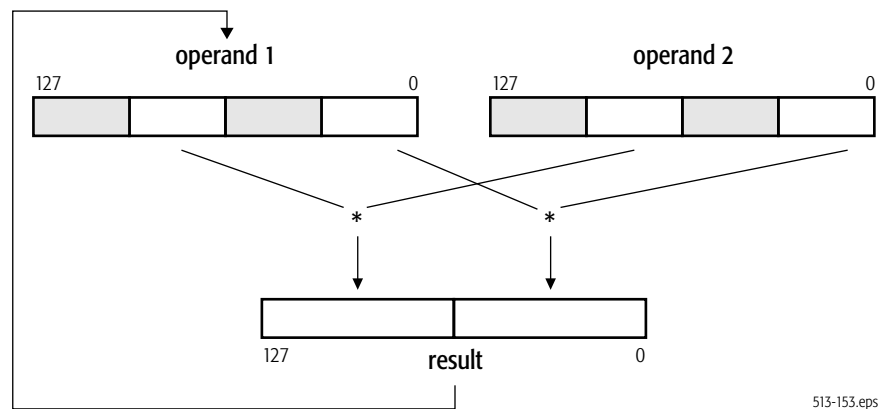 operand 1 operand 2
127 0 127 0
* *
127 result 0
513-153.eps